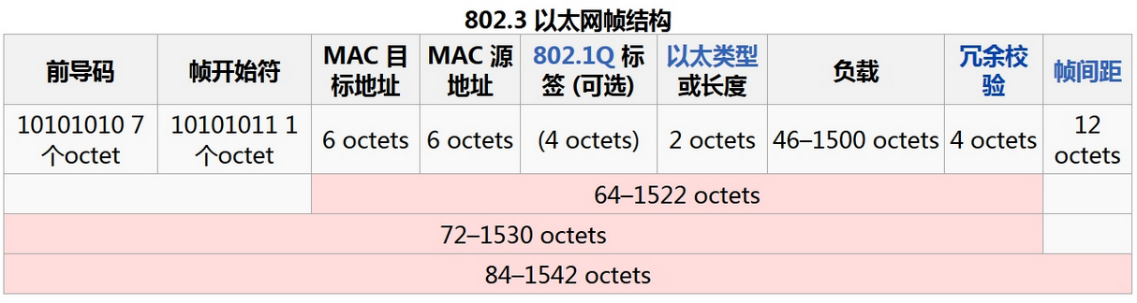 802.3 以太网帧结构
前导码
帧开始符
MAC 目
标地址
MAC 源
地址
802.1Q 标
签 (可选)
以太类型
或长度
负载
冗余校
验
帧间距
10101010 7
个octet
10101011 1
个octet
6 octets
6 octets
(4 octets)
2 octets
46–1500 octets
4 octets
12
octets
64–1522 octets
72–1530 octets
84–1542 octets